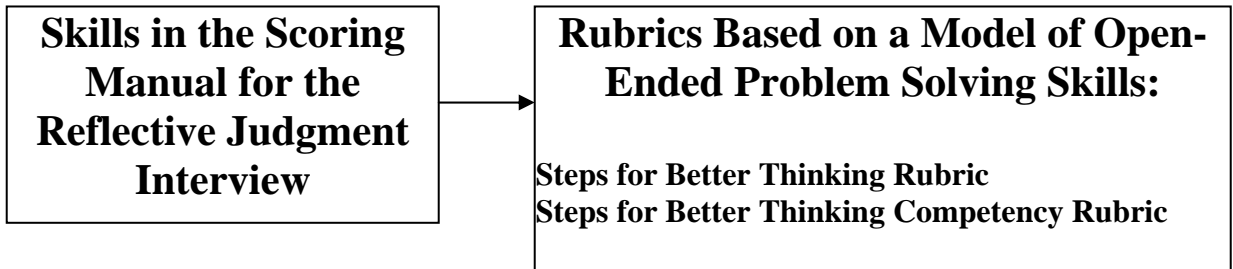 Skills in the Scoring
Manual for the
Reflective Judgment
Interview
Rubrics Based on a Model of Open-
Ended Problem Solving Skills:
Steps for Better Thinking Rubric
Steps for Better Thinking Competency Rubric